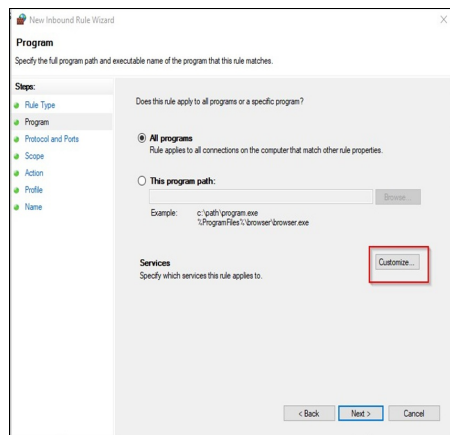 New Inbound Rule Wizard
Program
Specify the full program path and executable name of the program that this rule matches.
Steps:
Rule Type
Program
Protocol and Ports
Scope
Action
Profile
Name
Does this rule apply to all programs or a specific program?
All programs
Rule applies to all connections on the computer that match other rule properties.
This program path:
Browse...
Example: c:\path\program.exe
%ProgramFiles%\browser\browser.exe
Services
Customize...
Specify which services this rule applies to.
< Back Next > Cancel